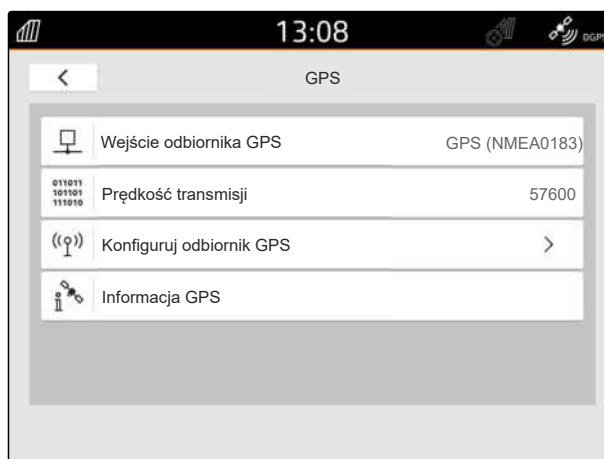 13:08
DGPS
GPS
Wejście odbiornika GPS
GPS (NMEA0183)
011011
101101
111010
Prędkość transmisji
57600
Konfiguruj odbiornik GPS
Informacja GPS